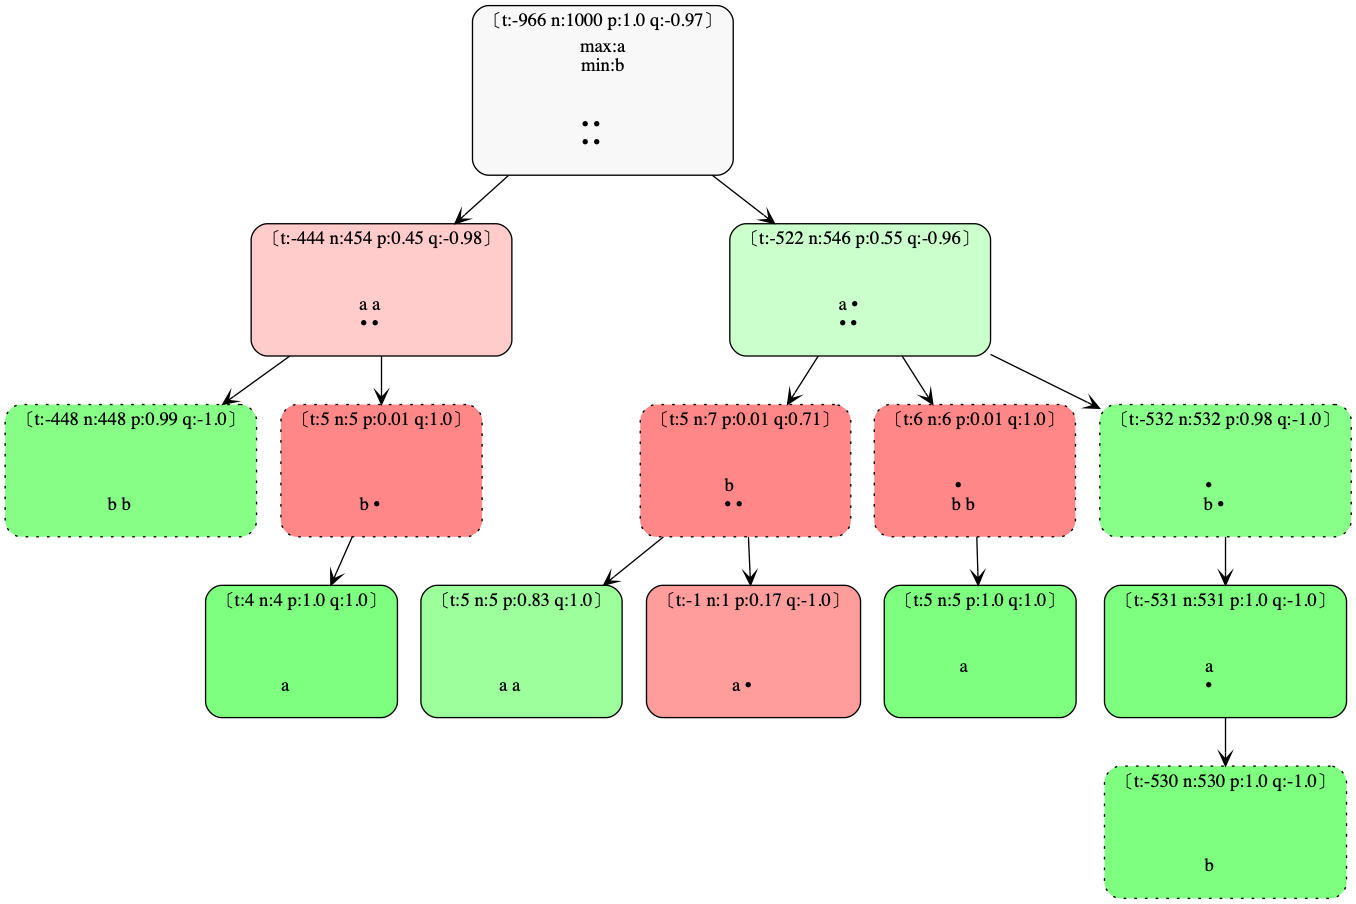 〔t:-966 n:1000 p:1.0 q:-0.97〕
max:a
min:b
• •
• •
〔t:-444 n:454 p:0.45 q:-0.98〕
a a
• •
〔t:-522 n:546 p:0.55 q:-0.96〕
a •
• •
〔t:-448 n:448 p:0.99 q:-1.0〕
b b
〔t:5 n:5 p:0.01 q:1.0〕
b •
〔t:5 n:7 p:0.01 q:0.71〕
b
• •
〔t:6 n:6 p:0.01 q:1.0〕
•
b b
〔t:-532 n:532 p:0.98 q:-1.0〕
•
b •
〔t:4 n:4 p:1.0 q:1.0〕
a
〔t:5 n:5 p:0.83 q:1.0〕
a a
〔t:-1 n:1 p:0.17 q:-1.0〕
a •
〔t:5 n:5 p:1.0 q:1.0〕
a
〔t:-531 n:531 p:1.0 q:-1.0〕
a
•
〔t:-530 n:530 p:1.0 q:-1.0〕
b